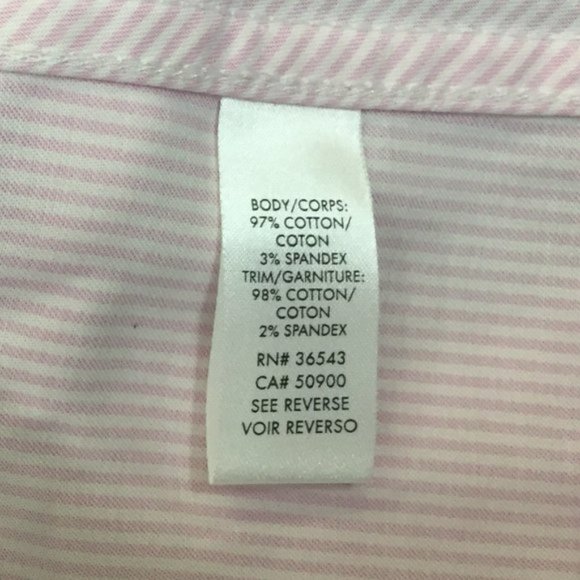 BODY/CORPS:
97% COTTON/
COTON
3% SPANDEX
TRIM/GARNITURE:
98% COTTON/
COTON
2% SPANDEX
RN# 36543
CA# 50900
SEE REVERSE
VOIR REVERSO